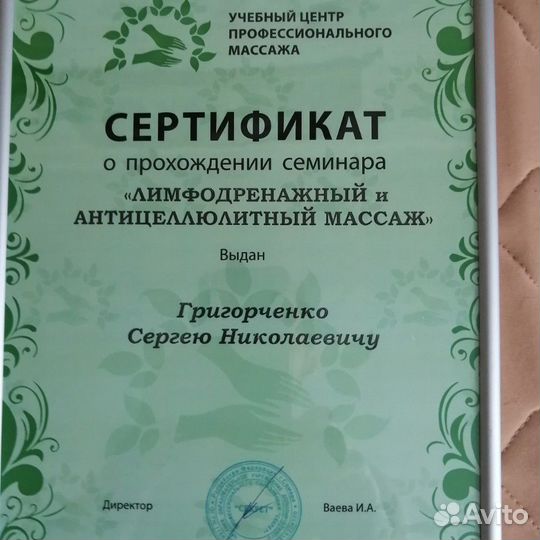 УЧЕБНЫЙ ЦЕНТР
ПРОФЕССИОНАЛЬНОГО
МАССАЖА
СЕРТИФИКАТ
о прохождении семинара
«ЛИМФОДРЕНАЖНЫЙ и
АНТИЦЕЛЛЮЛИТНЫЙ МАССАЖ»
Выдан
Григорченко
Сергею Николаевичу
Директор
Ваева И.А.
Avito